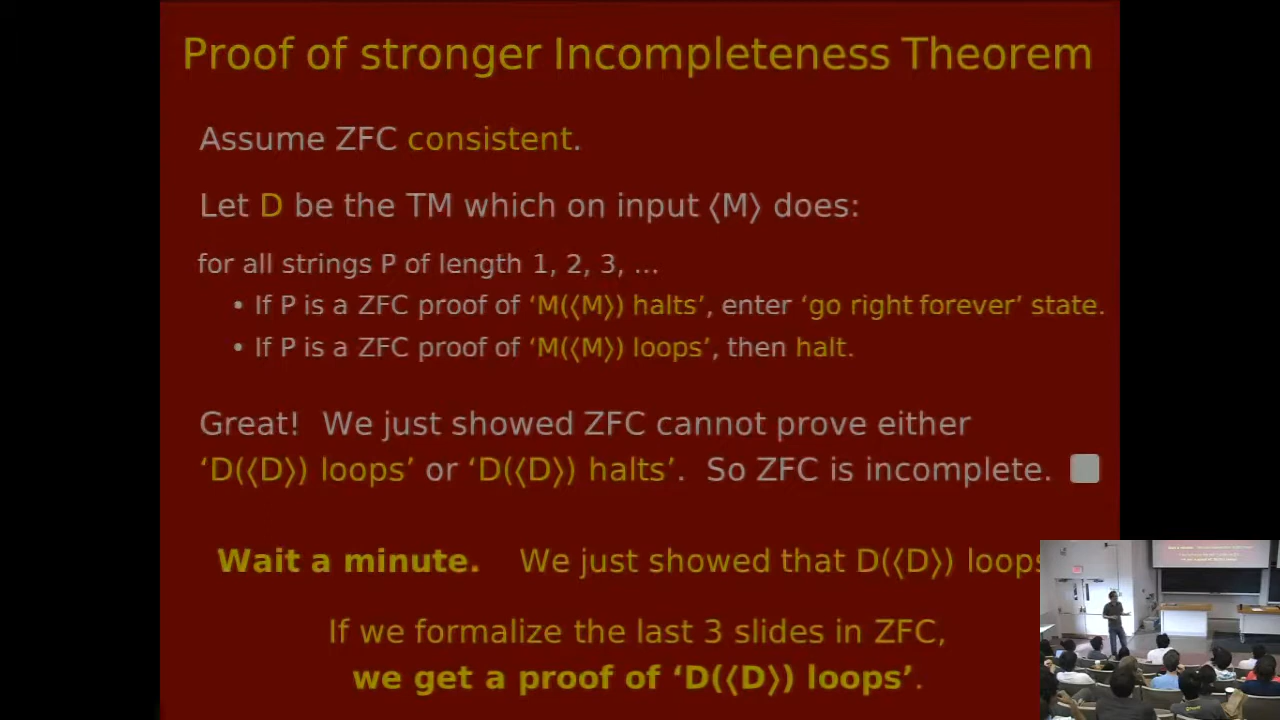 Proof of stronger Incompleteness Theorem
Assume ZFC consistent.
Let D be the TM which on input ⟨M⟩ does:
for all strings P of length 1, 2, 3, …
• If P is a ZFC proof of ‘M(⟨M⟩) halts’, enter ‘go right forever’ state.
• If P is a ZFC proof of ‘M(⟨M⟩) loops’, then halt.
Great! We just showed ZFC cannot prove either
‘D(⟨D⟩) loops’ or ‘D(⟨D⟩) halts’. So ZFC is incomplete.
Wait a minute. We just showed that D(⟨D⟩) loops
If we formalize the last 3 slides in ZFC,
we get a proof of ‘D(⟨D⟩) loops’.